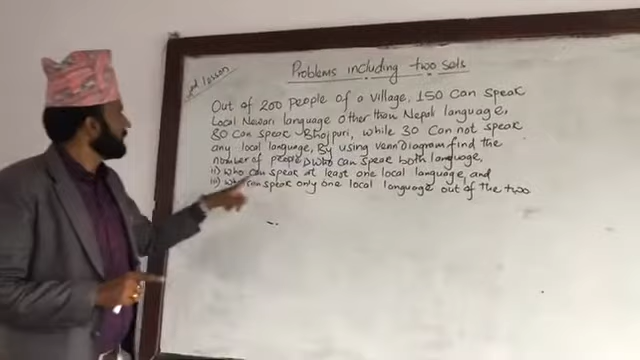 2nd lesson
Problems including two sets
Out of 200 people of a village, 150 can speak
Local Newari language other than Nepali language,
80 can speak Bhojpuri, while 30 can not speak
any local language, By using venn Diagram find the
number of people, i) who can speak both language,
ii) who can speak at least one local language, and
iii) who can speak only one local language out of the two